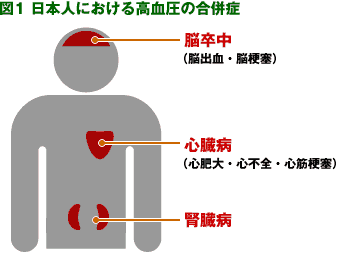 図1 日本人における高血圧の合併症
脳卒中
（脳出血・脳梗塞）
心臓病
（心肥大・心不全・心筋梗塞）
腎臓病